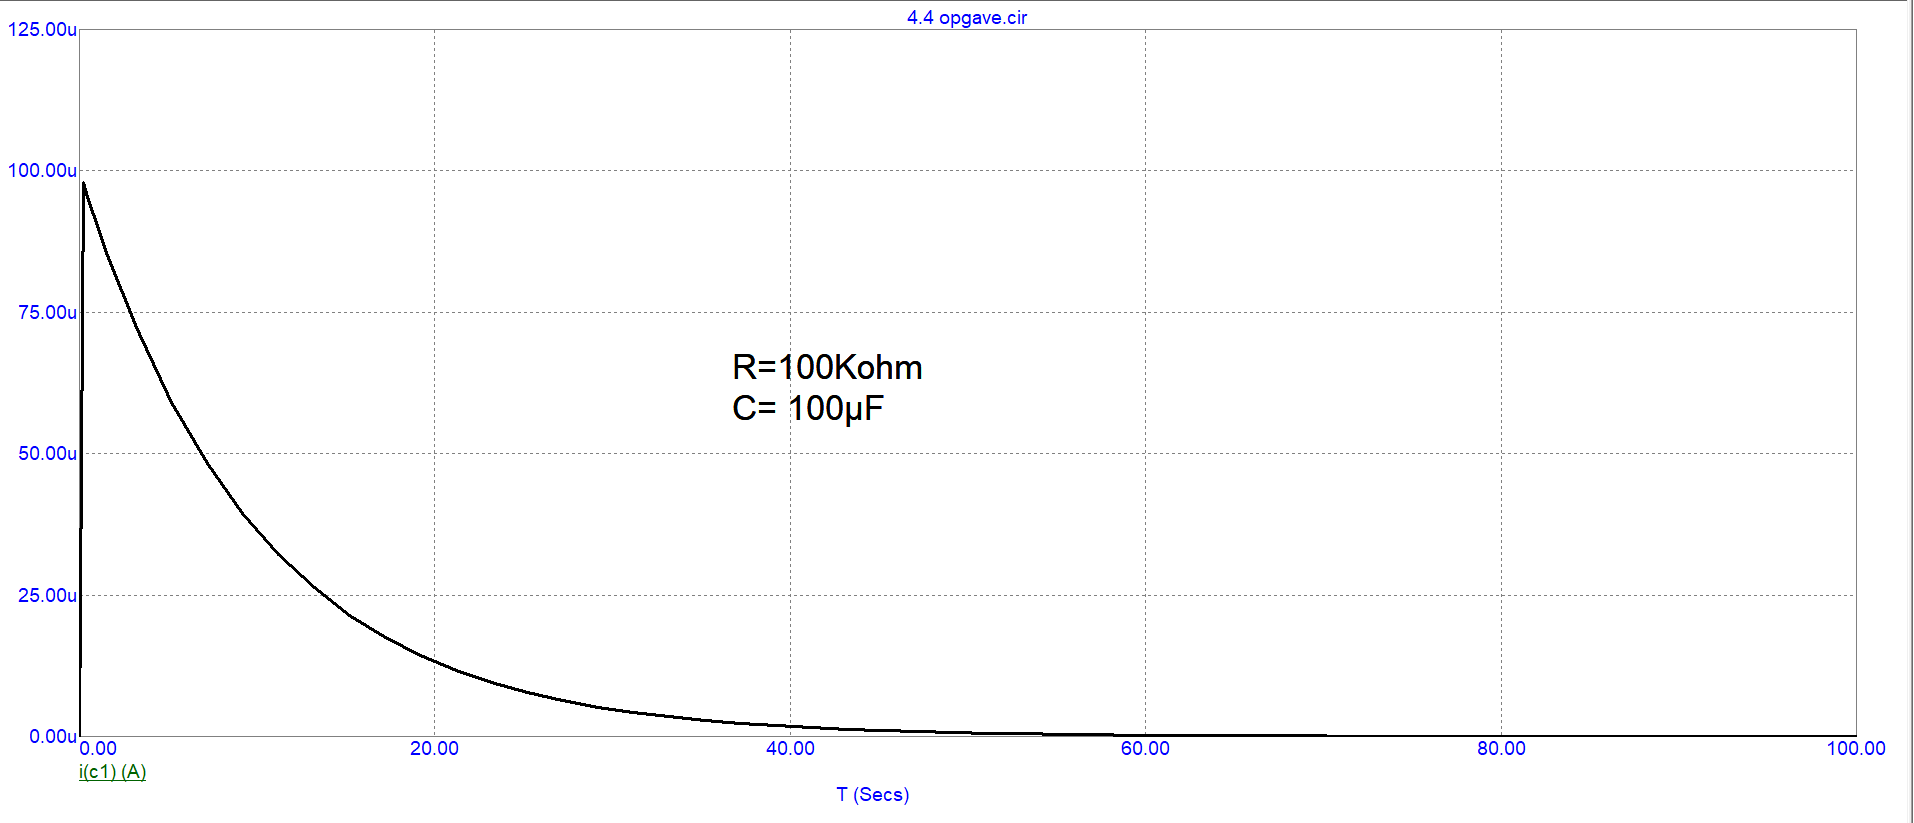 4.4 opgave.cir
125.00u
100.00u
75.00u
R=100Kohm
C= 100µF
50.00u
25.00u
0.00u
0.00 20.00 40.00 60.00 80.00 100.00
i(c1) (A)
T (Secs)